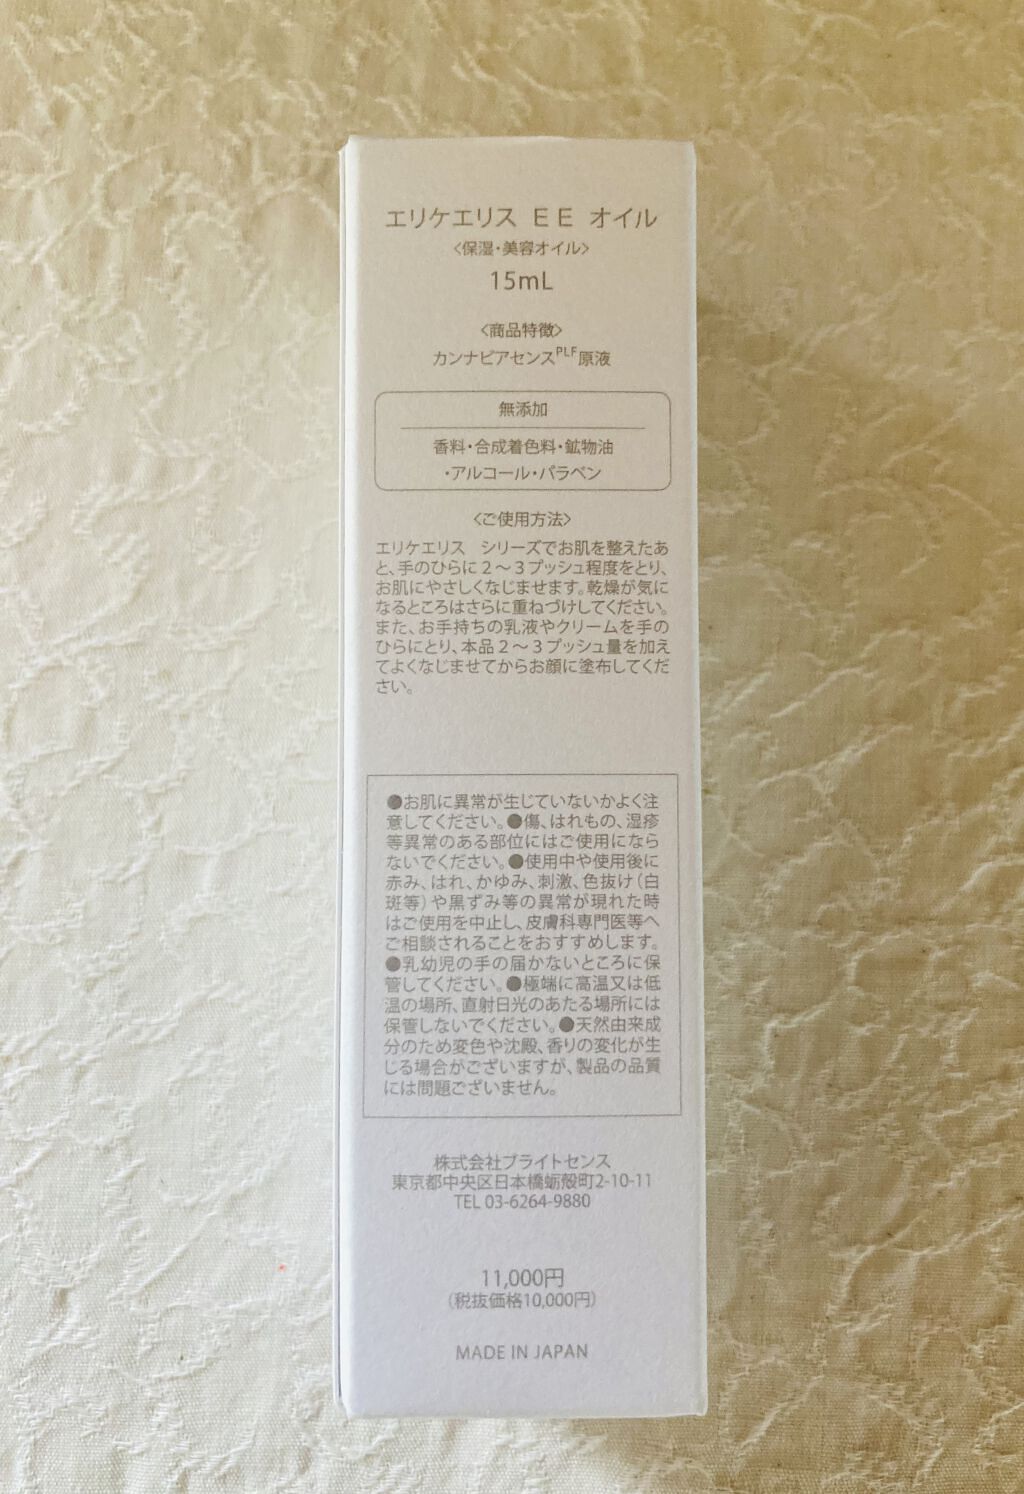 エリケエリス EE オイル
〈保湿・美容オイル〉
15mL
〈商品特徴〉
カンナビアセンスPLF原液
無添加
香料・合成着色料・鉱物油
・アルコール・パラベン
〈ご使用方法〉
エリケエリス シリーズでお肌を整えたあ
と、手のひらに2〜3プッシュ程度をとり、
お肌にやさしくなじませます。乾燥が気に
なるところはさらに重ねづけしてください。
また、お手持ちの乳液やクリームを手の
ひらにとり、本品2〜3プッシュ量を加え
てよくなじませてからお顔に塗布してくだ
さい。
●お肌に異常が生じていないかよく注
意してください。●傷、はれもの、湿疹
等異常のある部位にはご使用になら
ないでください。●使用中や使用後に
赤み、はれ、かゆみ、刺激、色抜け（白
斑等）や黒ずみ等の異常が現れた時
はご使用を中止し、皮膚科専門医等へ
ご相談されることをおすすめします。
●乳幼児の手の届かないところに保
管してください。●極端に高温又は低
温の場所、直射日光のあたる場所には
保管しないでください。●天然由来成
分のため変色や沈殿、香りの変化が生
じる場合がございますが、製品の品質
には問題ございません。
株式会社ブライトセンス
東京都中央区日本橋蛎殻町2-10-11
TEL 03-6264-9880
11,000円
（税抜価格10,000円）
MADE IN JAPAN